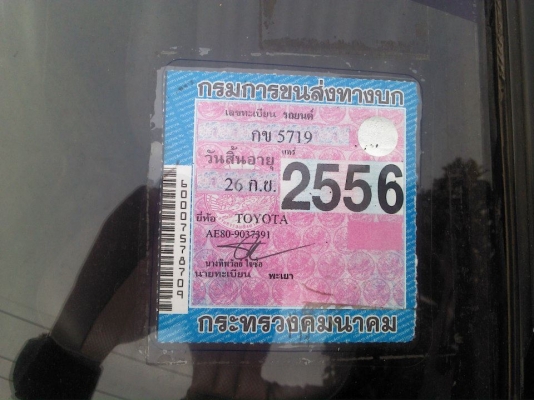 กรมการขนส่งทางบก
เลขทะเบียน รถยนต์
กข 5719
วันสิ้นอายุ
26 ก.ย. 2556
ยี่ห้อ TOYOTA
AE80-9037391
นายทะเบียน พะเยา
กระทรวงคมนาคม
60007578709